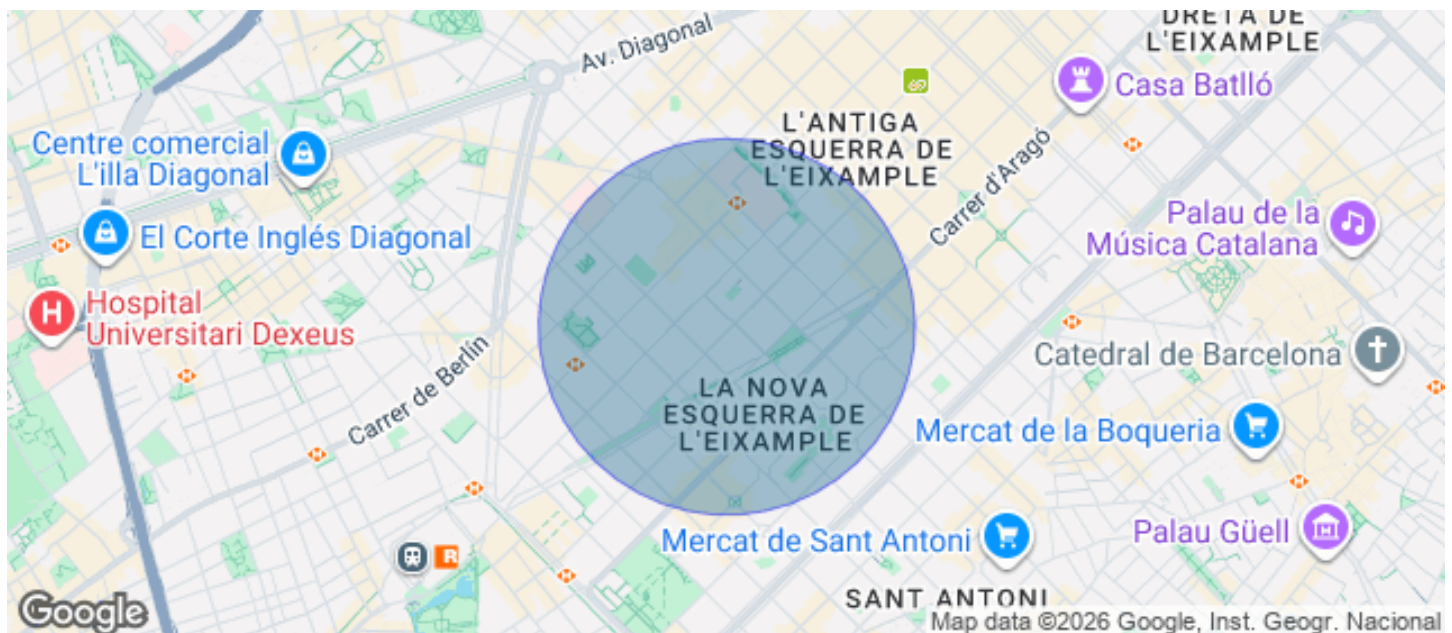 DRETA DE
L'EIXAMPLE
Av. Diagonal
Casa Batlló
L'ANTIGA
ESQUERRA DE
L'EIXAMPLE
Centre comercial
L'illa Diagonal
Carrer d'Aragó
El Corte Inglés Diagonal
Palau de la
Música Catalana
H
Hospital
Universitari Dexeus
Catedral de Barcelona
Carrer de Berlín
LA NOVA
ESQUERRA DE
L'EIXAMPLE
Mercat de la Boqueria
Mercat de Sant Antoni
Palau Güell
R
SANT ANTONI
Google
Map data ©2026 Google, Inst. Geogr. Nacional